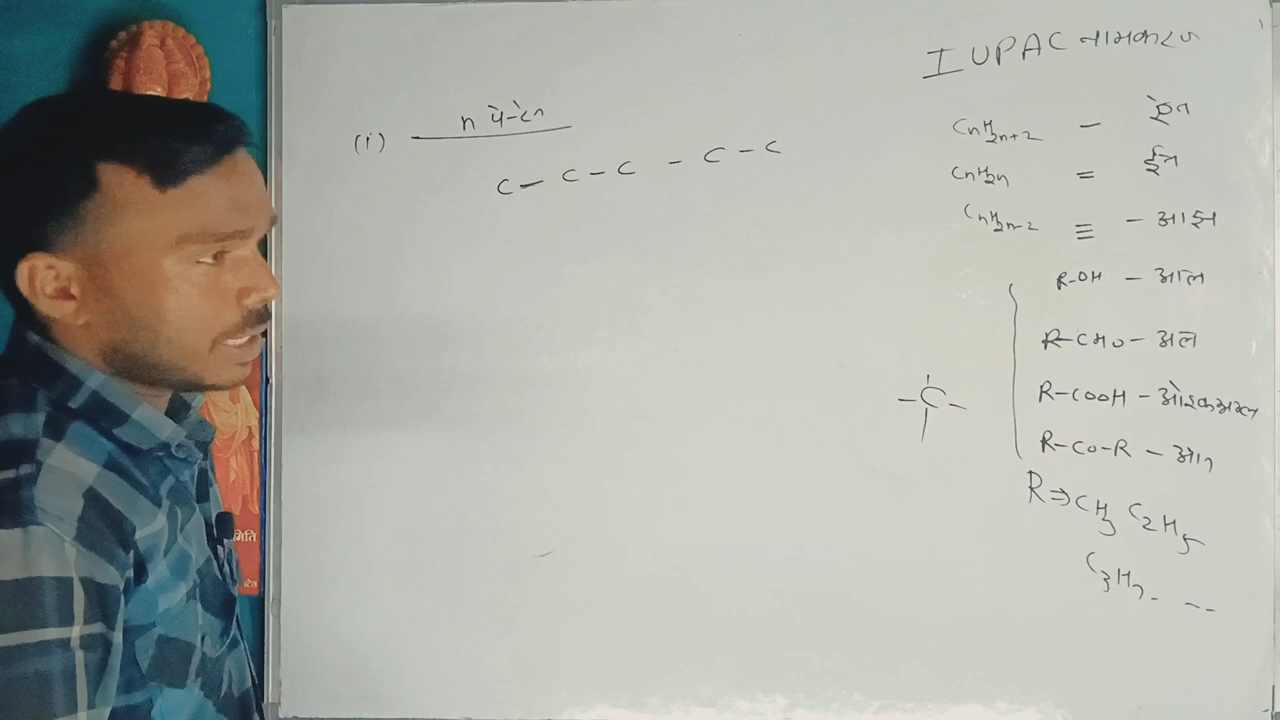 IUPAC नामकरण
(i) n पेन्टेन
C – C – C – C – C
CnH2n+2 – ऐन
CnH2n = ईन
CnH2n-2 ≡ – आइन
R-OH – आल
R-CHO – अल
R-COOH – ओइकअम्ल
R-CO-R – ओन
– C –
R ⇒ CH3 C2H5
C3H7 - - -
मिति